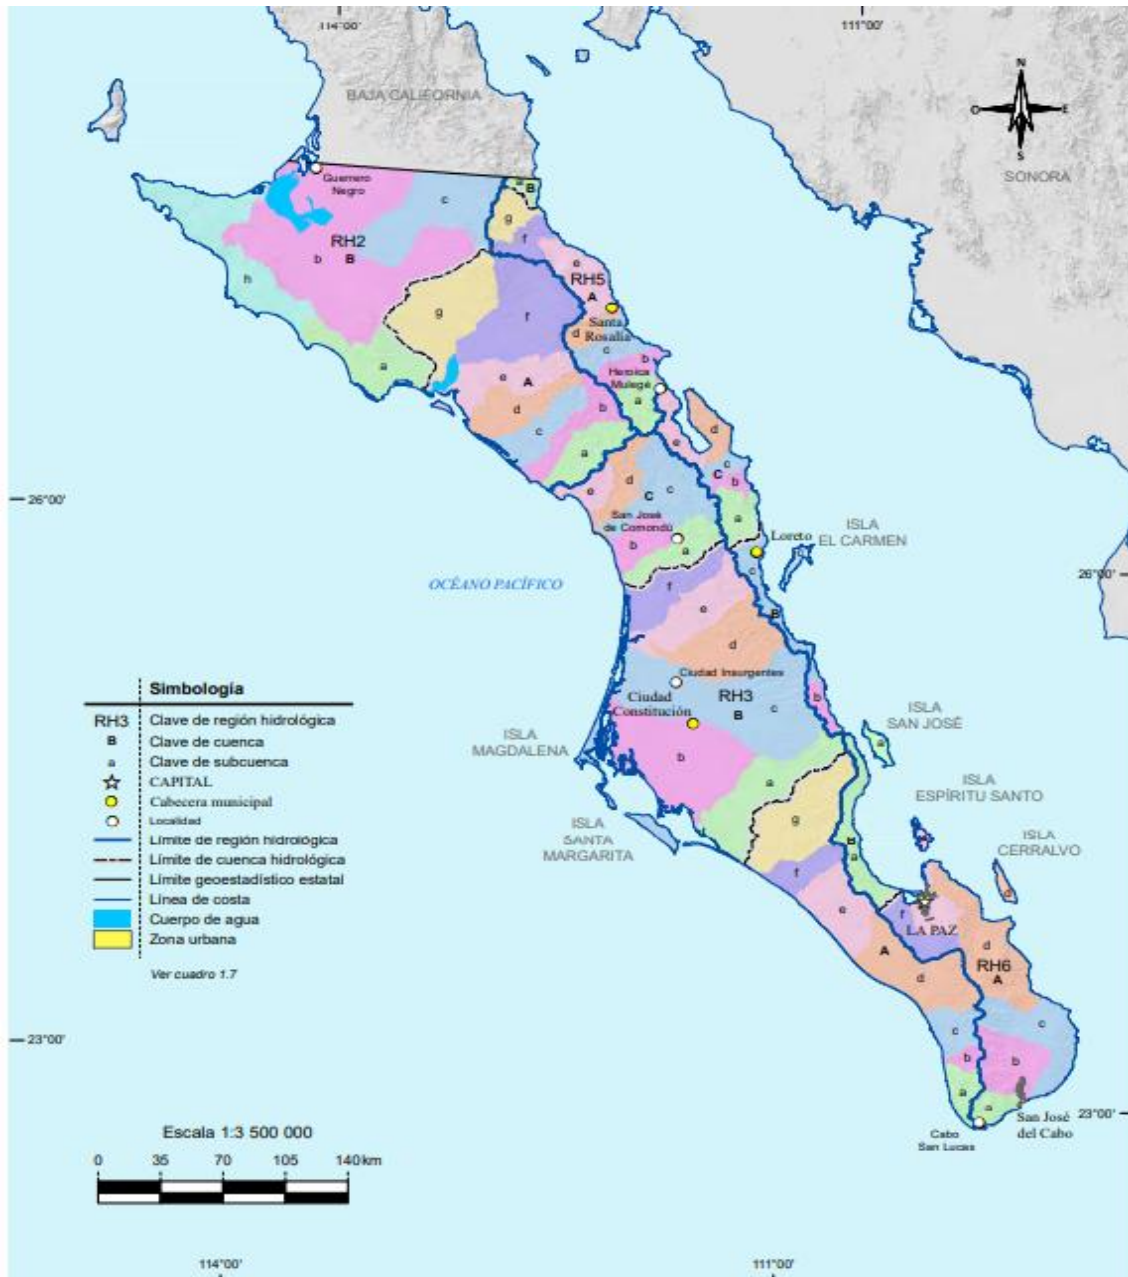 114°00'
111°00'
BAJA CALIFORNIA
N
O
E
S
SONORA
Guerrero
Negro
B
c
g
RH2
f
b
B
e
h
RH5
A
g
f
Santa
Rosalía
d
c
b
a
Heroica
Mulegé
e
A
a
d
b
d
c
e
a
c
C
b
26°00'
d
c
e
C
a
San José
de Comondú
ISLA
EL CARMEN
b
a
Loreto
c
26°00'
OCÉANO PACÍFICO
f
e
B
d
Ciudad Insurgentes
Ciudad
Constitución
RH3
B
c
b
ISLA
SAN JOSÉ
a
ISLA
MAGDALENA
b
a
ISLA
ESPÍRITU SANTO
g
ISLA
SANTA
MARGARITA
B
a
ISLA
CERRALVO
f
d
e
f
LA PAZ
A
d
d
RH6
A
c
c
b
b
a
a
San José
del Cabo
Cabo
San Lucas
Simbología
RH3 Clave de región hidrológica
B Clave de cuenca
a Clave de subcuenca
CAPITAL
Cabecera municipal
Localidad
Límite de región hidrológica
Límite de cuenca hidrológica
Límite geoestadístico estatal
Línea de costa
Cuerpo de agua
Zona urbana
Ver cuadro 1.7
23°00'
23°00'
Escala 1:3 500 000
0 35 70 105 140 km
114°00'
111°00'